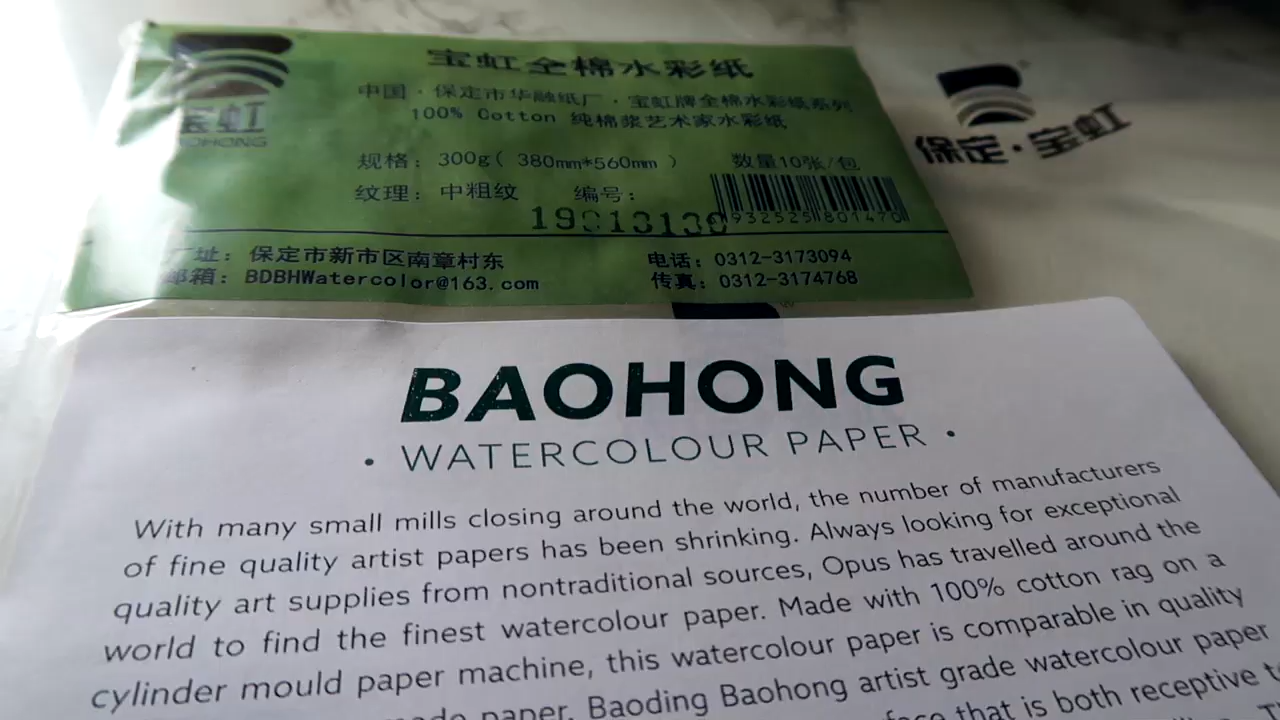 宝虹
BAOHONG
宝虹全棉水彩纸
中国·保定市华融纸厂·宝虹牌全棉水彩纸系列
100% Cotton 纯棉浆艺术家水彩纸
规格：300g( 380mm*560mm ) 数量10张/包
纹理：中粗纹 编号：
厂址：保定市新市区南章村东
电话：0312-3173094
邮箱：BDBHWatercolor@163.com
传真：0312-3174768
保定·宝虹
BAOHONG
• WATERCOLOUR PAPER •
With many small mills closing around the world, the number of manufacturers
of fine quality artist papers has been shrinking. Always looking for exceptional
quality art supplies from nontraditional sources, Opus has travelled around the
world to find the finest watercolour paper. Made with 100% cotton rag on a
cylinder mould paper machine, this watercolour paper is comparable in quality
paper. Baoding Baohong artist grade watercolour paper
that is both receptive